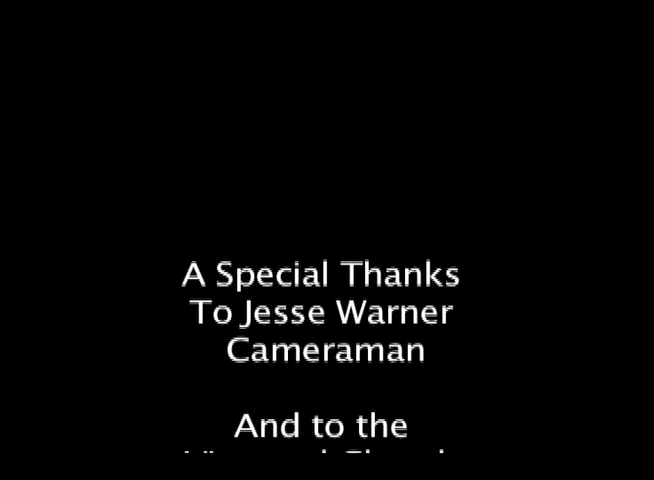 A Special Thanks
To Jesse Warner
Cameraman
And to the